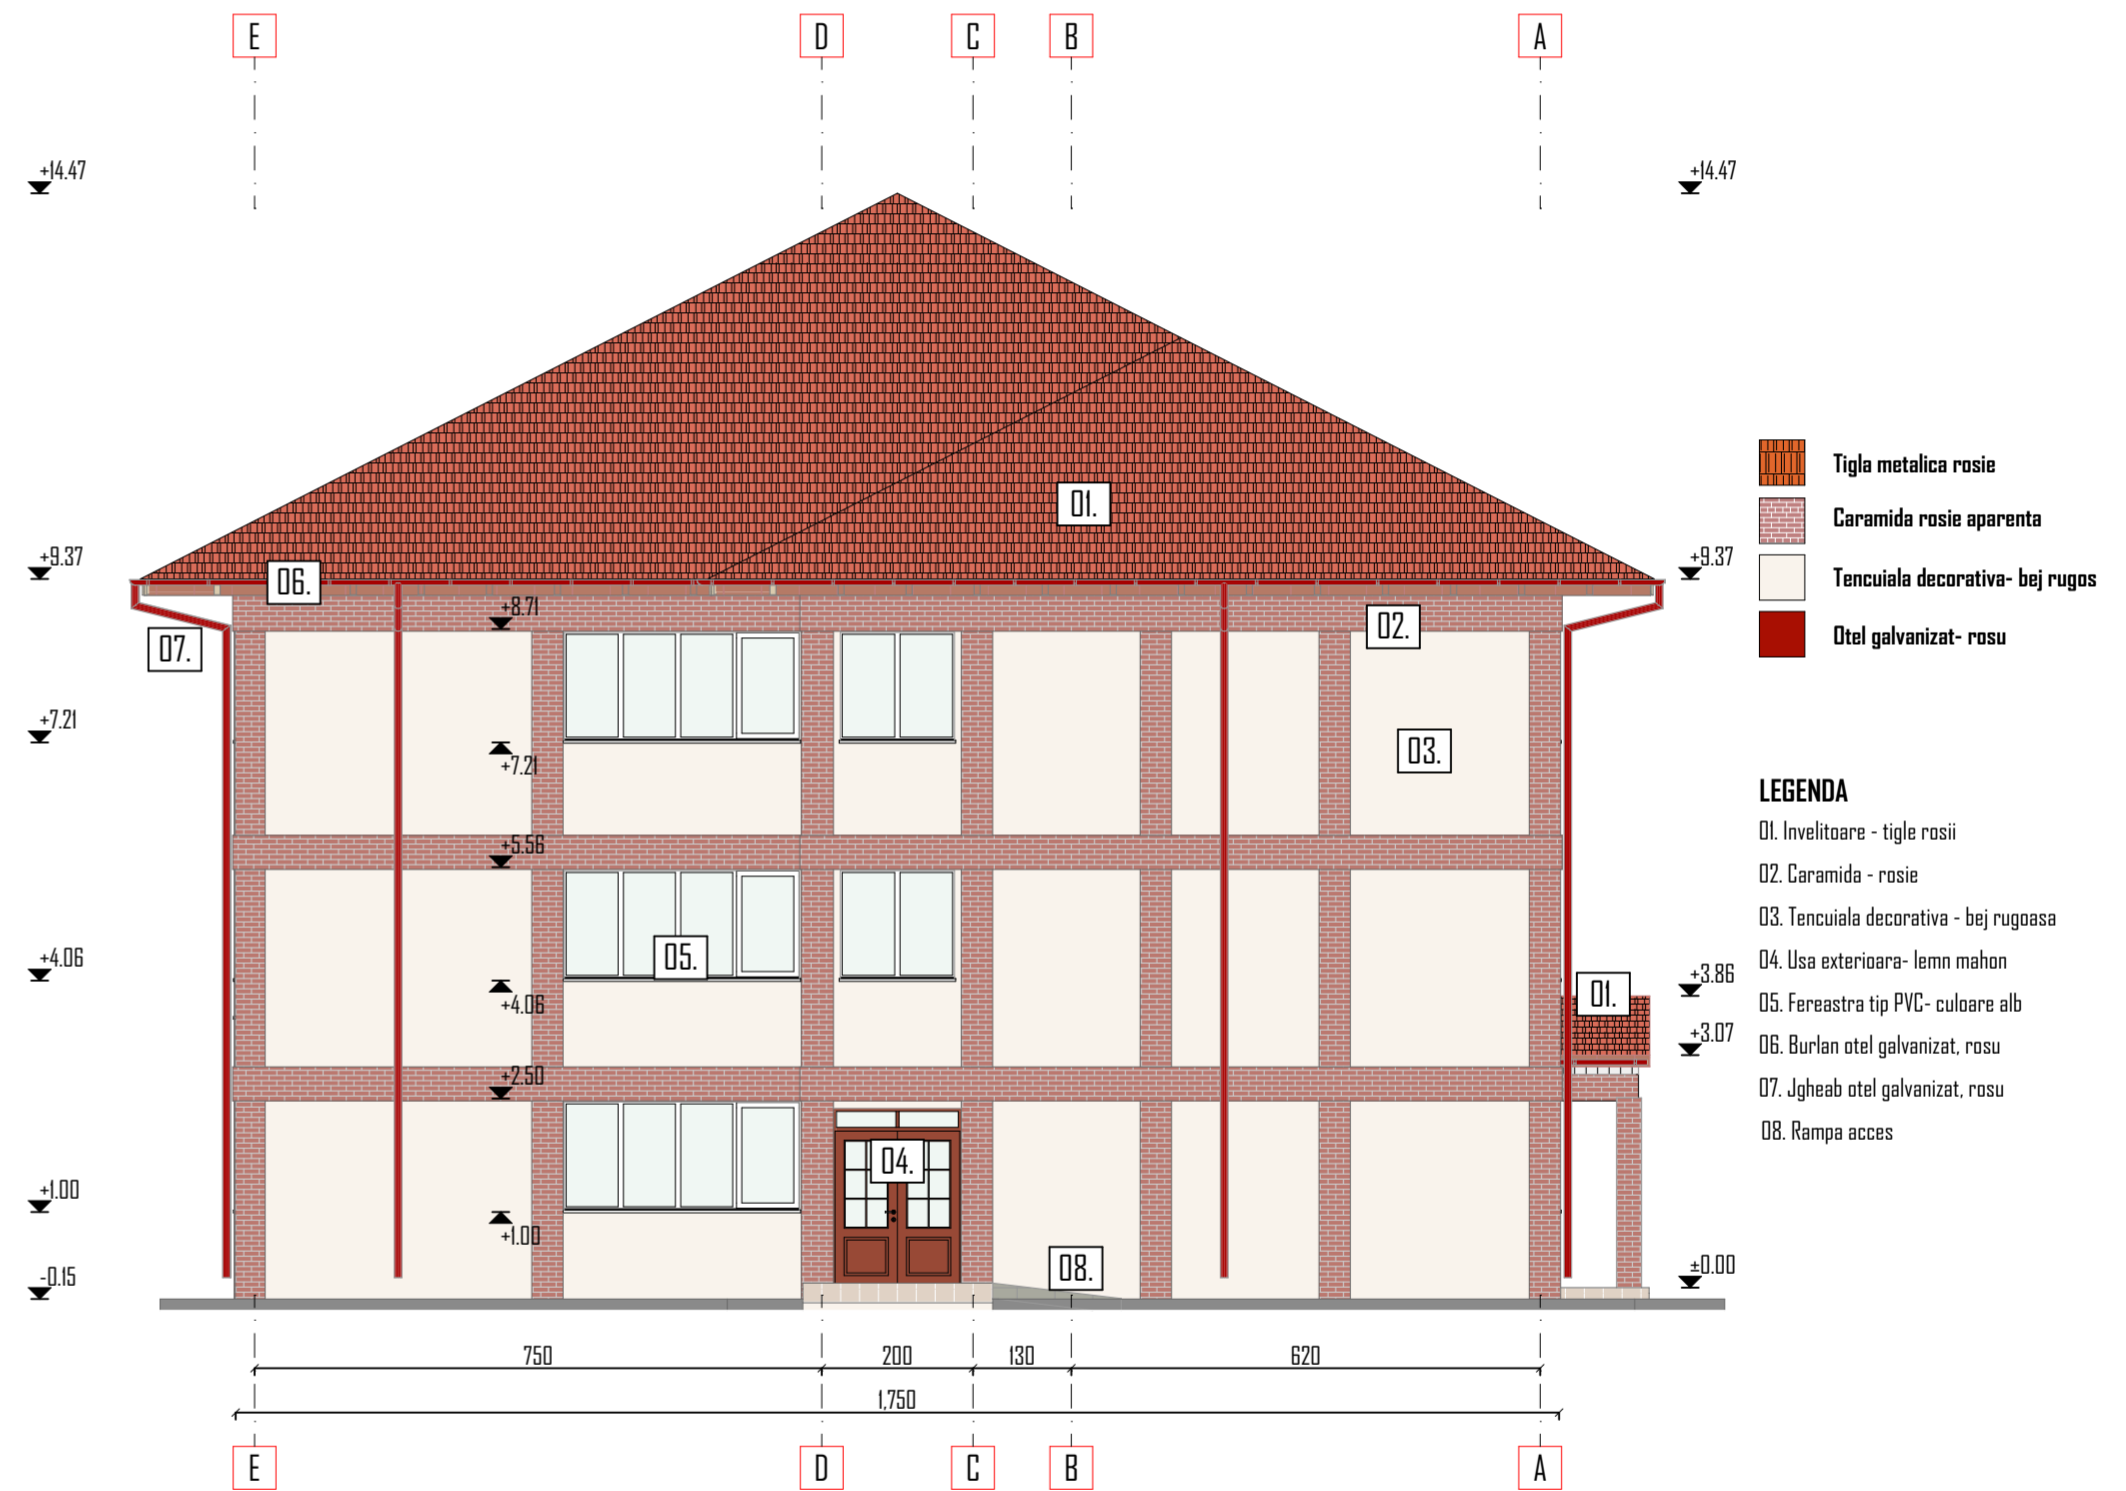 E D C B A
+14.47 +14.47
01.
Tigla metalica rosie
Caramida rosie aparenta
+9.37 +9.37
06.
Tencuiala decorativa- bej rugos
+8.71
02.
Otel galvanizat- rosu
07.
+7.21
03.
+7.21
LEGENDA
01. Invelitoare - tigle rosii
+5.56
02. Caramida - rosie
03. Tencuiala decorativa - bej rugoasa
+4.06
05.
04. Usa exterioara- lemn mahon
+3.86
01.
+4.06
05. Fereastra tip PVC- culoare alb
+3.07
06. Burlan otel galvanizat, rosu
+2.50
07. Jgheab otel galvanizat, rosu
08. Rampa acces
04.
+1.00
+1.00
08.
-0.15 ±0.00
750 200 130 620
1,750
E D C B A